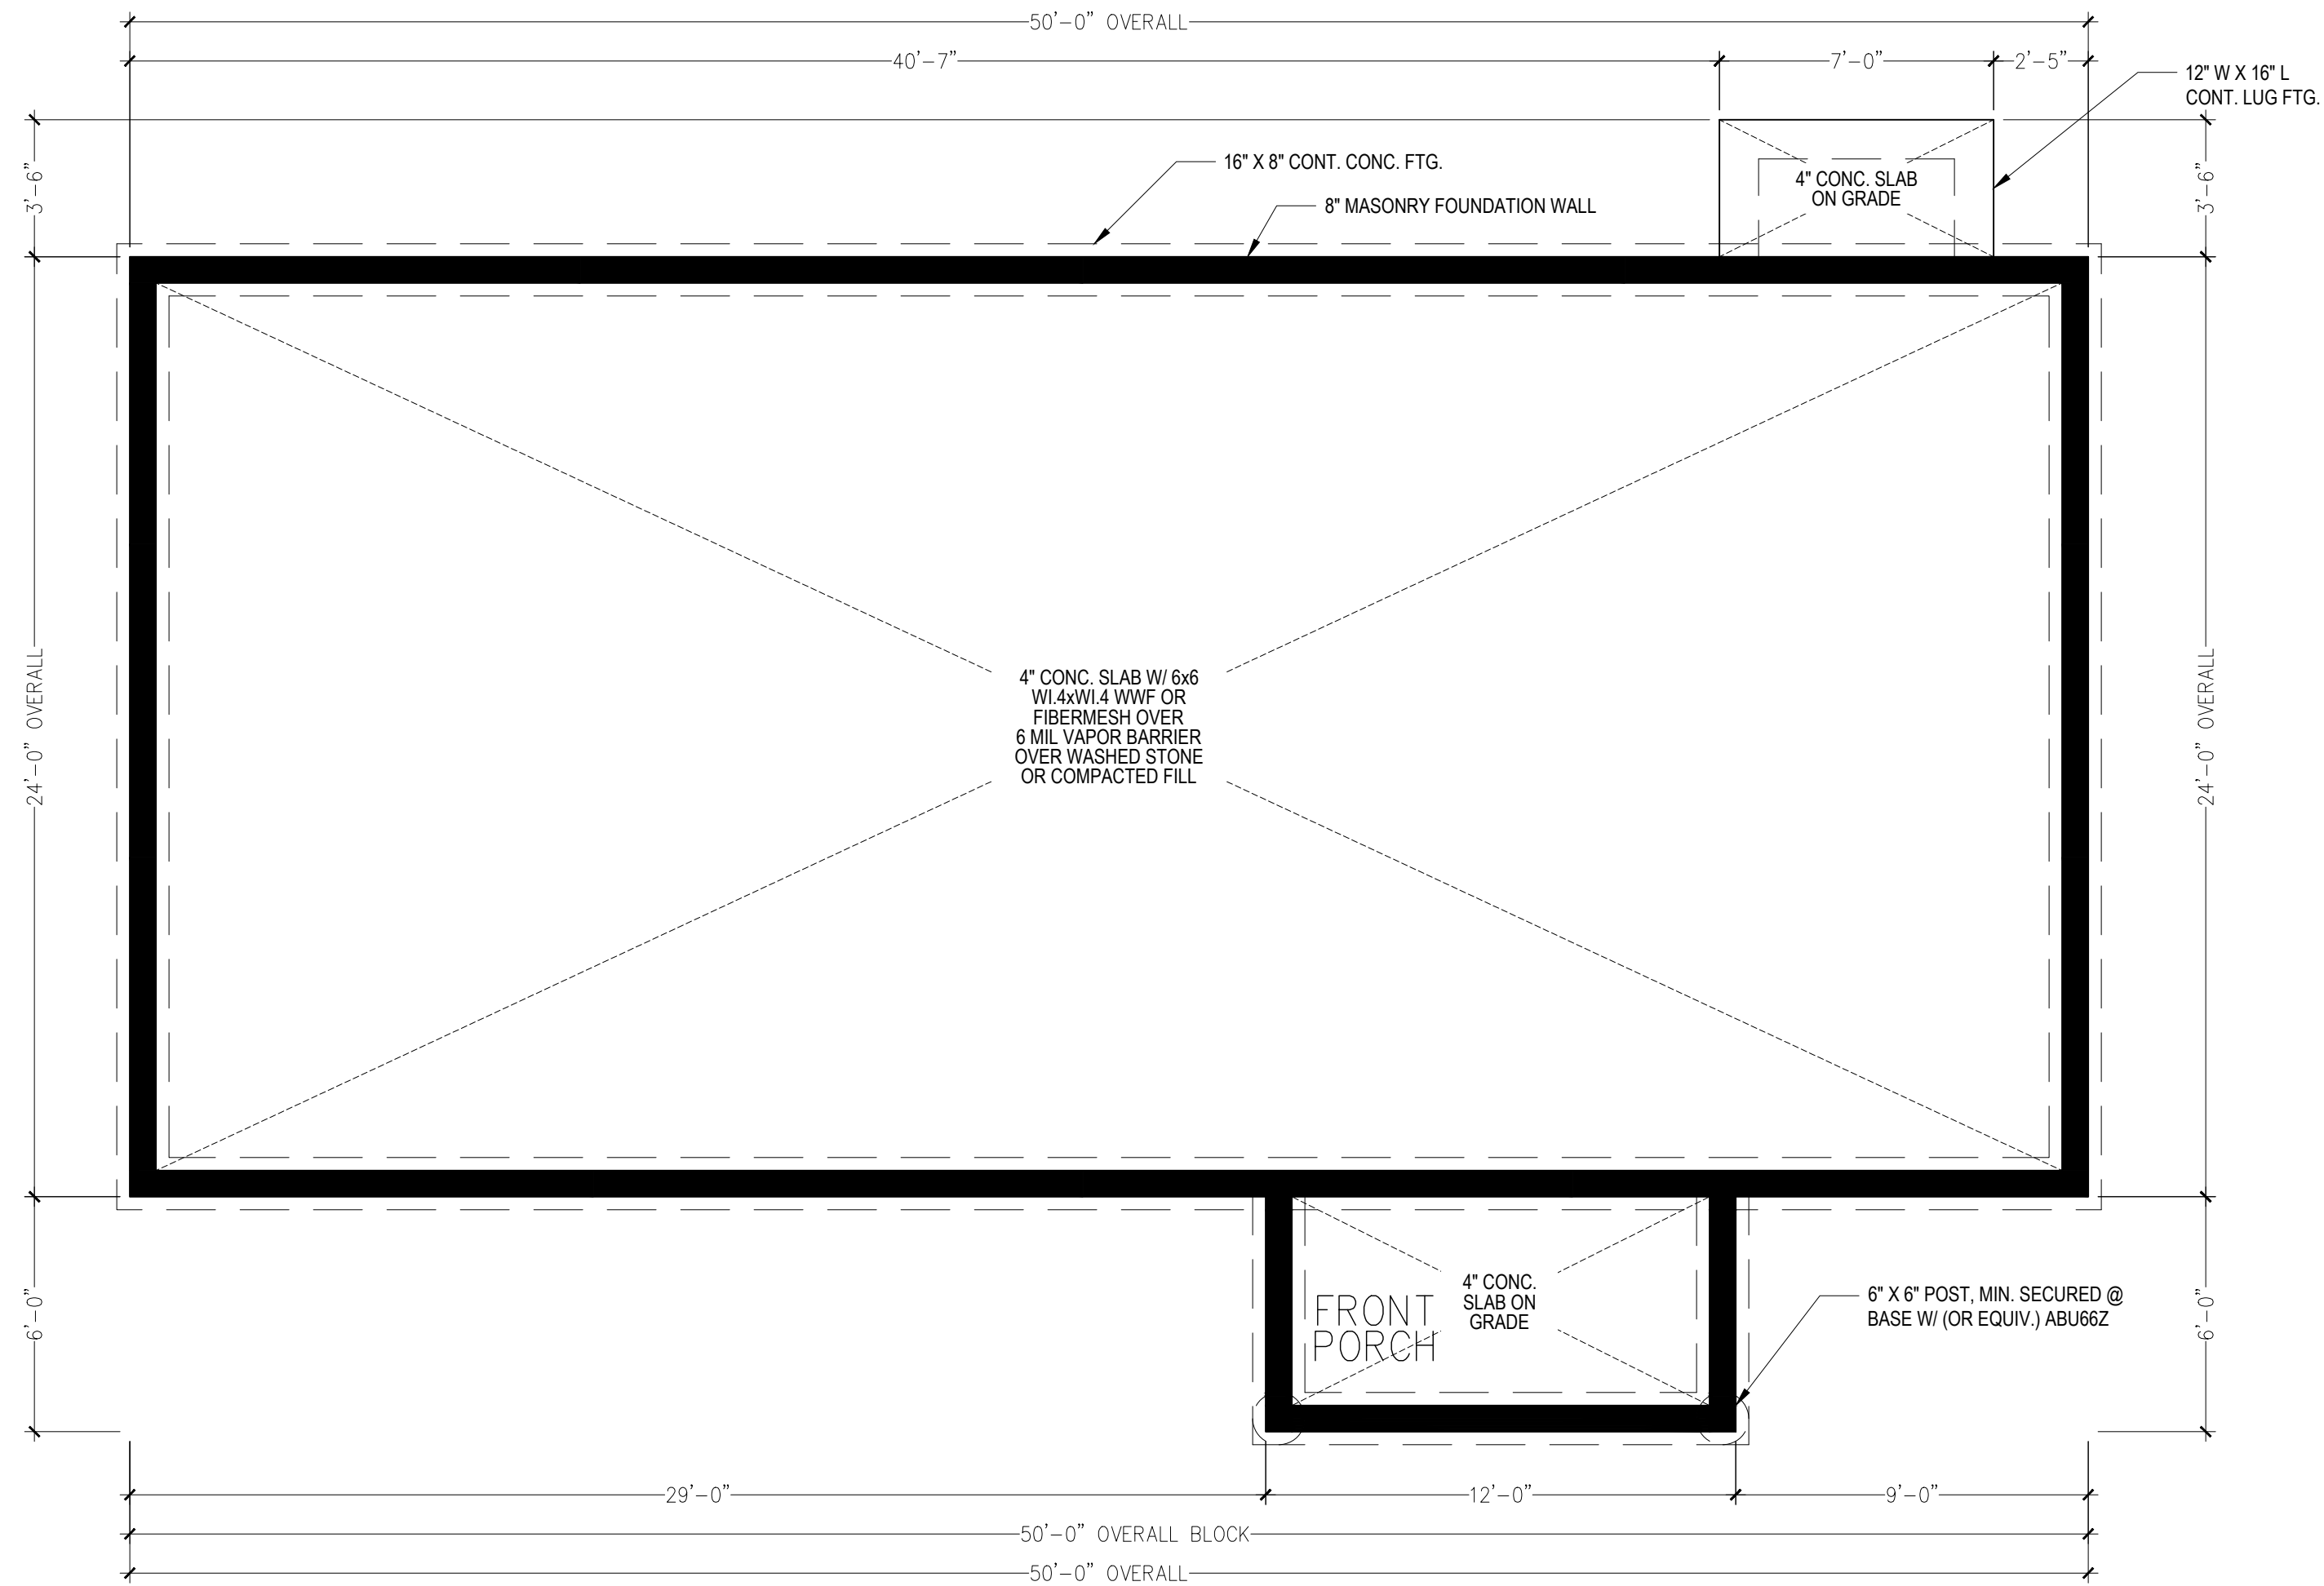 50'-0" OVERALL
40'-7"
7'-0"
2'-5"
12" W X 16" L
CONT. LUG FTG.
3'-6"
16" X 8" CONT. CONC. FTG.
8" MASONRY FOUNDATION WALL
4" CONC. SLAB
ON GRADE
3'-6"
24'-0" OVERALL
4" CONC. SLAB W/ 6x6
WI.4xWI.4 WWF OR
FIBERMESH OVER
6 MIL VAPOR BARRIER
OVER WASHED STONE
OR COMPACTED FILL
24'-0" OVERALL
6'-0"
FRONT
PORCH
4" CONC.
SLAB ON
GRADE
6" X 6" POST, MIN. SECURED @
BASE W/ (OR EQUIV.) ABU66Z
6'-0"
29'-0"
12'-0"
9'-0"
50'-0" OVERALL BLOCK
50'-0" OVERALL